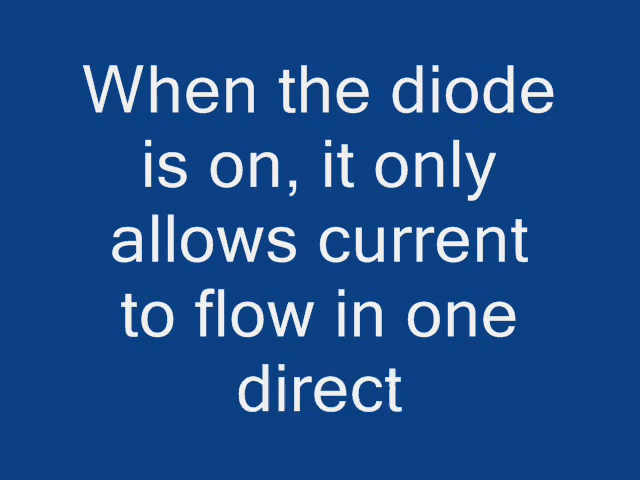 When the diode
is on, it only
allows current
to flow in one
direct